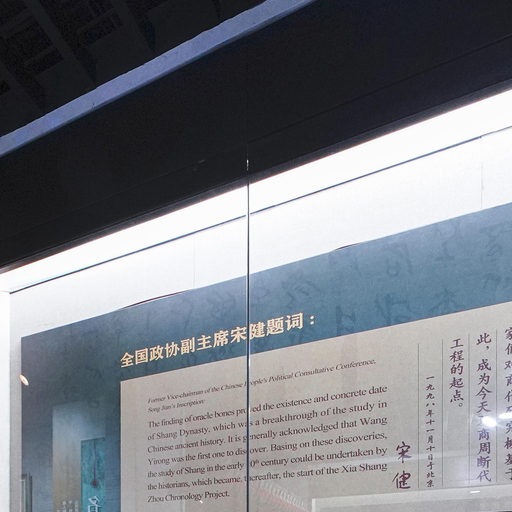 全国政协副主席宋健题词：
Former Vice-chairman of the Chinese People's Political Consultative Conference,
Song Jian's Inscription:
The finding of oracle bones proved the existence and concrete date
of Shang Dynasty, which was a breakthrough of the study in
Chinese ancient history. It is generally acknowledged that Wang
Yirong was the first one to discover. Basing on these discoveries,
the study of Shang in the early 20th century could be undertaken by
the historians, which became, thereafter, the start of the Xia Shang
Zhou Chronology Project.
此，成为今天夏商周断代
工程的起点。
一九九八年十一月十日于北京
宋健